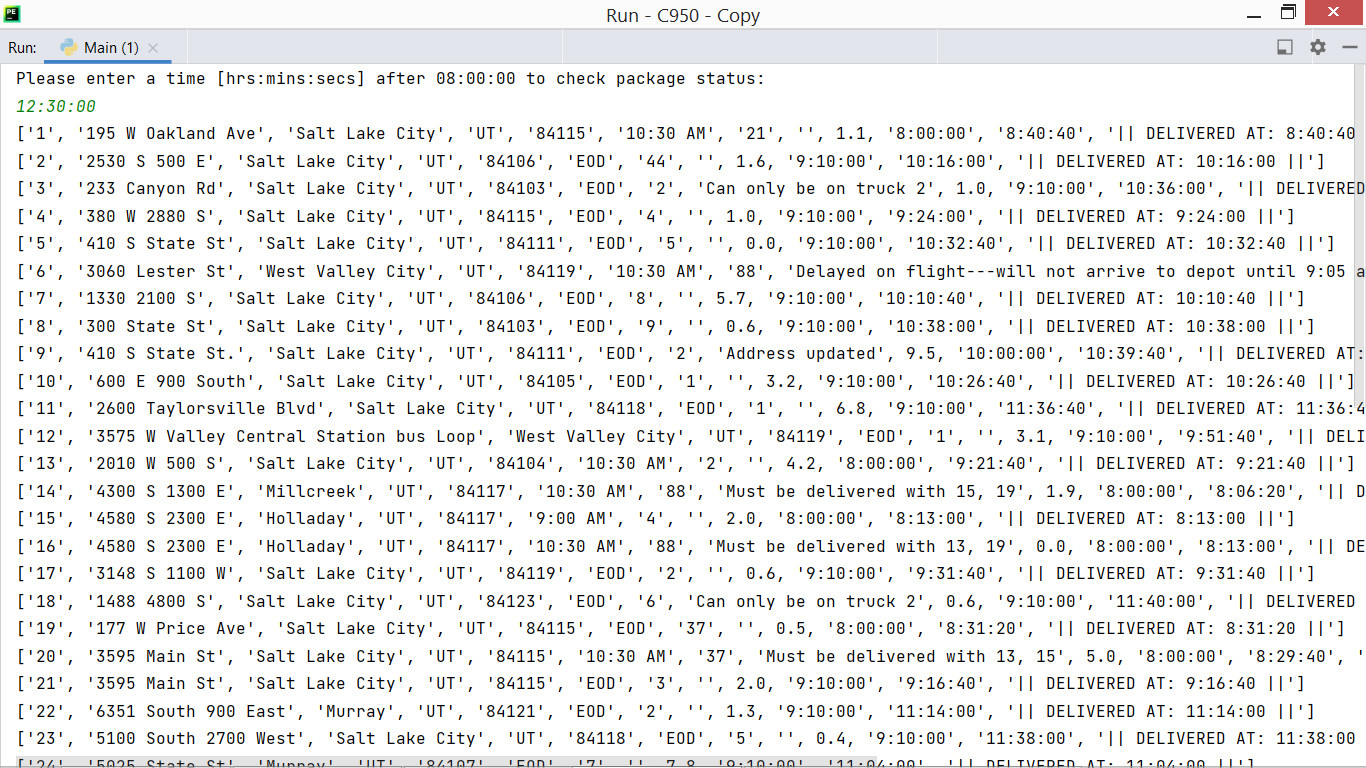 PE
Run - C950 - Copy
Run: Main (1)
Please enter a time [hrs:mins:secs] after 08:00:00 to check package status:
12:30:00
['1', '195 W Oakland Ave', 'Salt Lake City', 'UT', '84115', '10:30 AM', '21', '', 1.1, '8:00:00', '8:40:40', '|| DELIVERED AT: 8:40:40
['2', '2530 S 500 E', 'Salt Lake City', 'UT', '84106', 'EOD', '44', '', 1.6, '9:10:00', '10:16:00', '|| DELIVERED AT: 10:16:00 ||']
['3', '233 Canyon Rd', 'Salt Lake City', 'UT', '84103', 'EOD', '2', 'Can only be on truck 2', 1.0, '9:10:00', '10:36:00', '|| DELIVERED
['4', '380 W 2880 S', 'Salt Lake City', 'UT', '84115', 'EOD', '4', '', 1.0, '9:10:00', '9:24:00', '|| DELIVERED AT: 9:24:00 ||']
['5', '410 S State St', 'Salt Lake City', 'UT', '84111', 'EOD', '5', '', 0.0, '9:10:00', '10:32:40', '|| DELIVERED AT: 10:32:40 ||']
['6', '3060 Lester St', 'West Valley City', 'UT', '84119', '10:30 AM', '88', 'Delayed on flight---will not arrive to depot until 9:05 a
['7', '1330 2100 S', 'Salt Lake City', 'UT', '84106', 'EOD', '8', '', 5.7, '9:10:00', '10:10:40', '|| DELIVERED AT: 10:10:40 ||']
['8', '300 State St', 'Salt Lake City', 'UT', '84103', 'EOD', '9', '', 0.6, '9:10:00', '10:38:00', '|| DELIVERED AT: 10:38:00 ||']
['9', '410 S State St.', 'Salt Lake City', 'UT', '84111', 'EOD', '2', 'Address updated', 9.5, '10:00:00', '10:39:40', '|| DELIVERED AT:
['10', '600 E 900 South', 'Salt Lake City', 'UT', '84105', 'EOD', '1', '', 3.2, '9:10:00', '10:26:40', '|| DELIVERED AT: 10:26:40 ||']
['11', '2600 Taylorsville Blvd', 'Salt Lake City', 'UT', '84118', 'EOD', '1', '', 6.8, '9:10:00', '11:36:40', '|| DELIVERED AT: 11:36:4
['12', '3575 W Valley Central Station bus Loop', 'West Valley City', 'UT', '84119', 'EOD', '1', '', 3.1, '9:10:00', '9:51:40', '|| DELI
['13', '2010 W 500 S', 'Salt Lake City', 'UT', '84104', '10:30 AM', '2', '', 4.2, '8:00:00', '9:21:40', '|| DELIVERED AT: 9:21:40 ||']
['14', '4300 S 1300 E', 'Millcreek', 'UT', '84117', '10:30 AM', '88', 'Must be delivered with 15, 19', 1.9, '8:00:00', '8:06:20', '|| D
['15', '4580 S 2300 E', 'Holladay', 'UT', '84117', '9:00 AM', '4', '', 2.0, '8:00:00', '8:13:00', '|| DELIVERED AT: 8:13:00 ||']
['16', '4580 S 2300 E', 'Holladay', 'UT', '84117', '10:30 AM', '88', 'Must be delivered with 13, 19', 0.0, '8:00:00', '8:13:00', '|| DE
['17', '3148 S 1100 W', 'Salt Lake City', 'UT', '84119', 'EOD', '2', '', 0.6, '9:10:00', '9:31:40', '|| DELIVERED AT: 9:31:40 ||']
['18', '1488 4800 S', 'Salt Lake City', 'UT', '84123', 'EOD', '6', 'Can only be on truck 2', 0.6, '9:10:00', '11:40:00', '|| DELIVERED
['19', '177 W Price Ave', 'Salt Lake City', 'UT', '84115', 'EOD', '37', '', 0.5, '8:00:00', '8:31:20', '|| DELIVERED AT: 8:31:20 ||']
['20', '3595 Main St', 'Salt Lake City', 'UT', '84115', '10:30 AM', '37', 'Must be delivered with 13, 15', 5.0, '8:00:00', '8:29:40', '
['21', '3595 Main St', 'Salt Lake City', 'UT', '84115', 'EOD', '3', '', 2.0, '9:10:00', '9:16:40', '|| DELIVERED AT: 9:16:40 ||']
['22', '6351 South 900 East', 'Murray', 'UT', '84121', 'EOD', '2', '', 1.3, '9:10:00', '11:14:00', '|| DELIVERED AT: 11:14:00 ||']
['23', '5100 South 2700 West', 'Salt Lake City', 'UT', '84118', 'EOD', '5', '', 0.4, '9:10:00', '11:38:00', '|| DELIVERED AT: 11:38:00
['24', '5025 State St', 'Murray', 'UT', '84107', 'EOD', '7', '', 7.8, '9:10:00', '11:04:00', '|| DELIVERED AT: 11:04:00 ||']